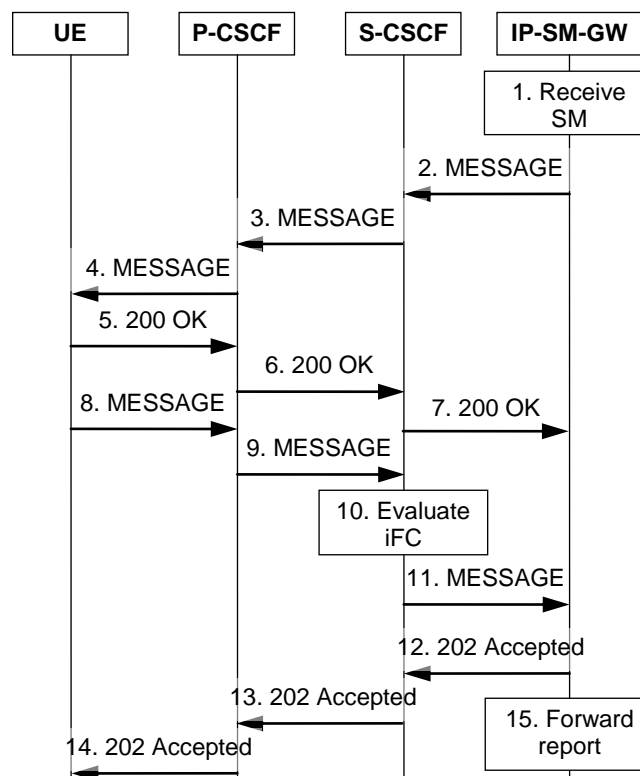 UE
P-CSCF
S-CSCF
IP-SM-GW
1. Receive
SM
2. MESSAGE
3. MESSAGE
4. MESSAGE
5. 200 OK
6. 200 OK
8. MESSAGE
7. 200 OK
9. MESSAGE
10. Evaluate
iFC
11. MESSAGE
12. 202 Accepted
13. 202 Accepted
15. Forward
report
14. 202 Accepted